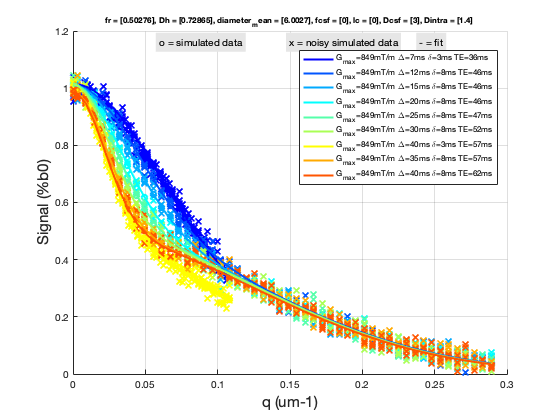 fr = [0.50276], Dh = [0.72865], diameter_mean = [6.0027], fcsf = [0], lc = [0], Dcsf = [3], Dintra = [1.4]
o = simulated data x = noisy simulated data - = fit
G_max=849mT/m Δ=7ms δ=3ms TE=36ms
G_max=849mT/m Δ=12ms δ=8ms TE=46ms
G_max=849mT/m Δ=15ms δ=8ms TE=46ms
G_max=849mT/m Δ=20ms δ=8ms TE=46ms
G_max=849mT/m Δ=25ms δ=8ms TE=47ms
G_max=849mT/m Δ=30ms δ=8ms TE=52ms
G_max=849mT/m Δ=40ms δ=3ms TE=57ms
G_max=849mT/m Δ=35ms δ=8ms TE=57ms
G_max=849mT/m Δ=40ms δ=8ms TE=62ms
Signal (%b0)
1.2
1
0.8
0.6
0.4
0.2
0
0 0.05 0.1 0.15 0.2 0.25 0.3
q (um-1)